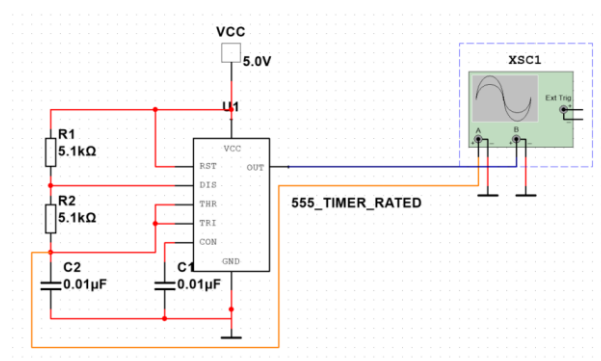 VCC
5.0V
XSC1
U1
Ext Trig
R1
5.1kΩ
VCC
A
B
RST
OUT
DIS
R2
5.1kΩ
THR
555_TIMER_RATED
TRI
CON
C2
0.01µF
C1
0.01µF
GND